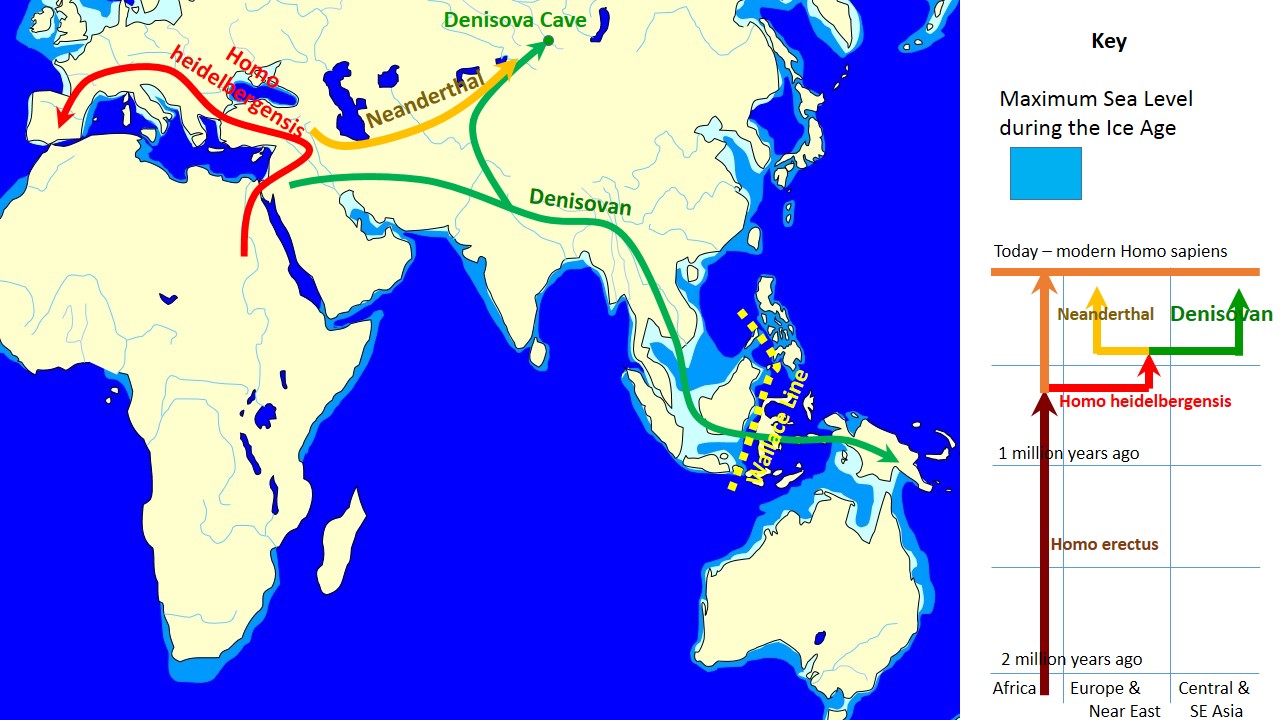 Denisova Cave
Homo
heidelbergensis
Neanderthal
Denisovan
Wallace Line
Key
Maximum Sea Level
during the Ice Age
Today – modern Homo sapiens
Neanderthal
Denisovan
Homo heidelbergensis
1 million years ago
Homo erectus
2 million years ago
Africa
Europe &
Near East
Central &
SE Asia